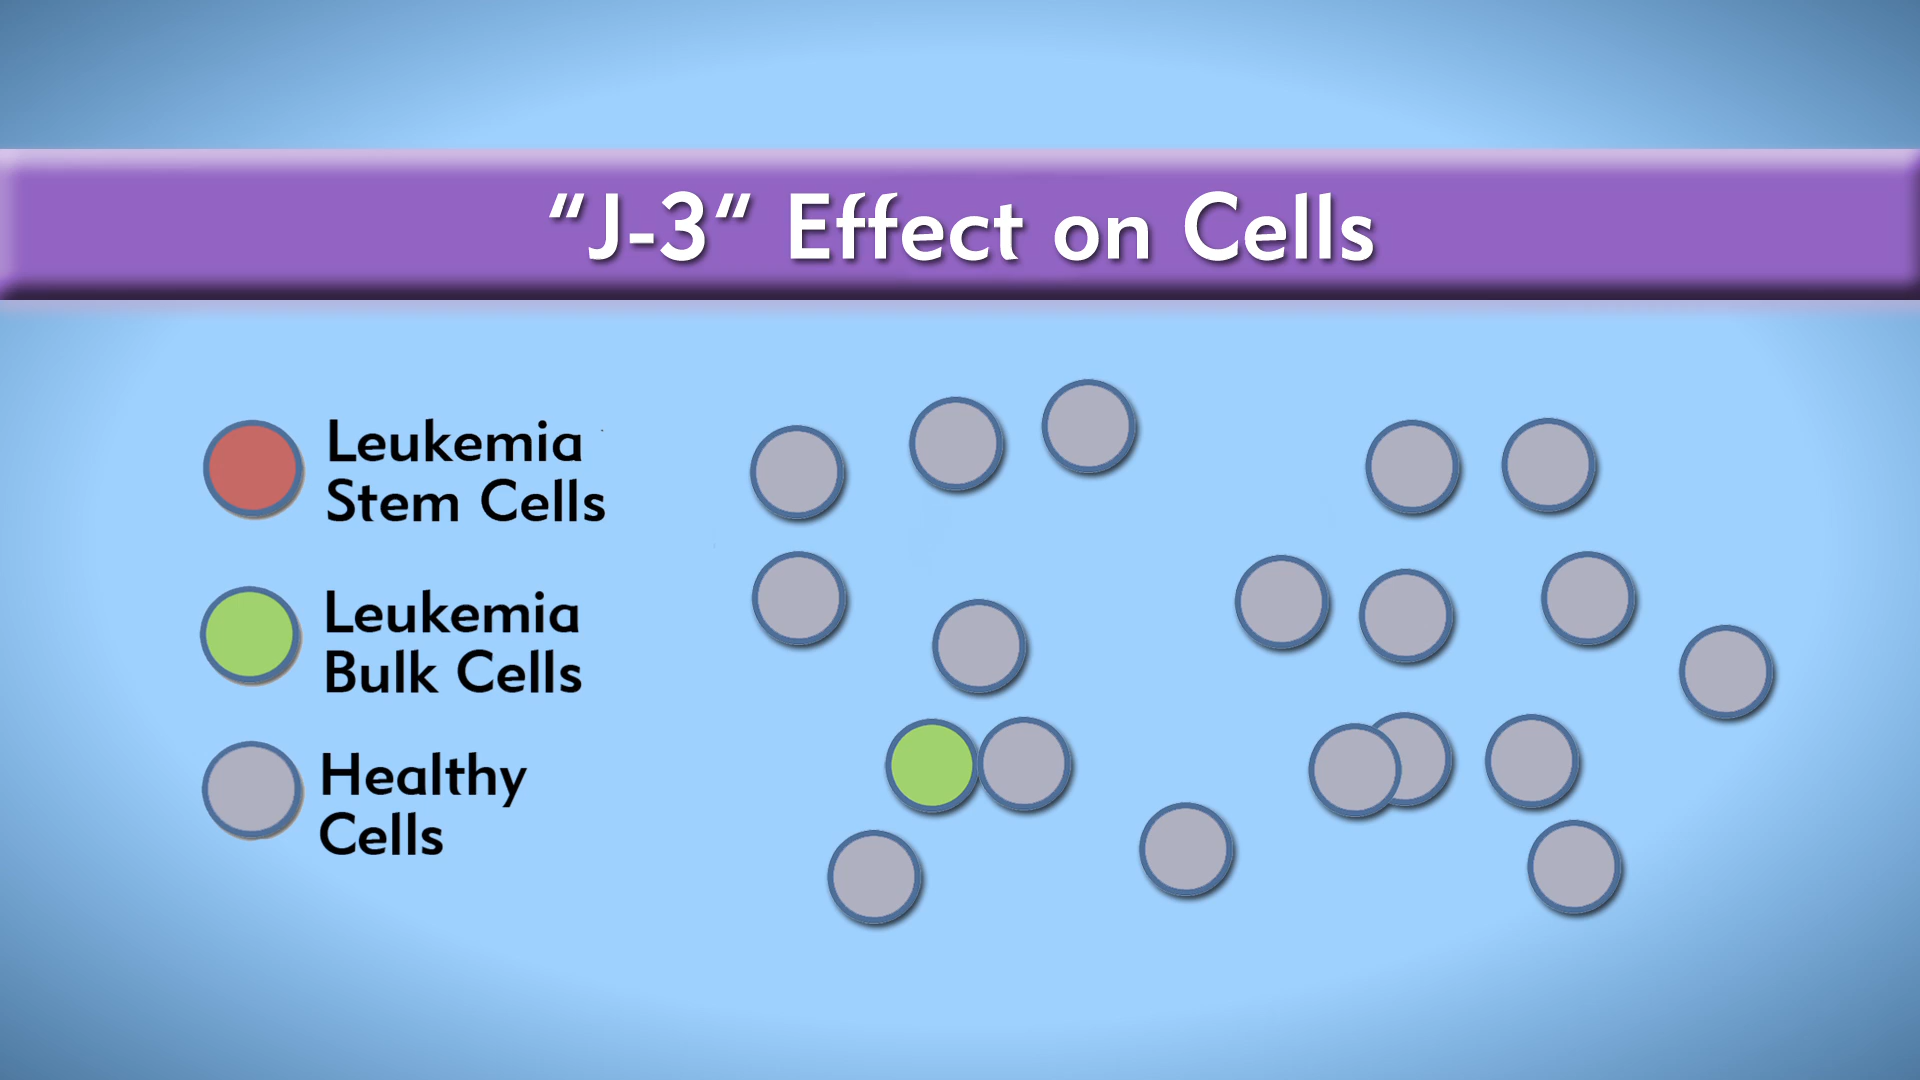 “J-3“ Effect on Cells
Leukemia
Stem Cells
Leukemia
Bulk Cells
Healthy
Cells